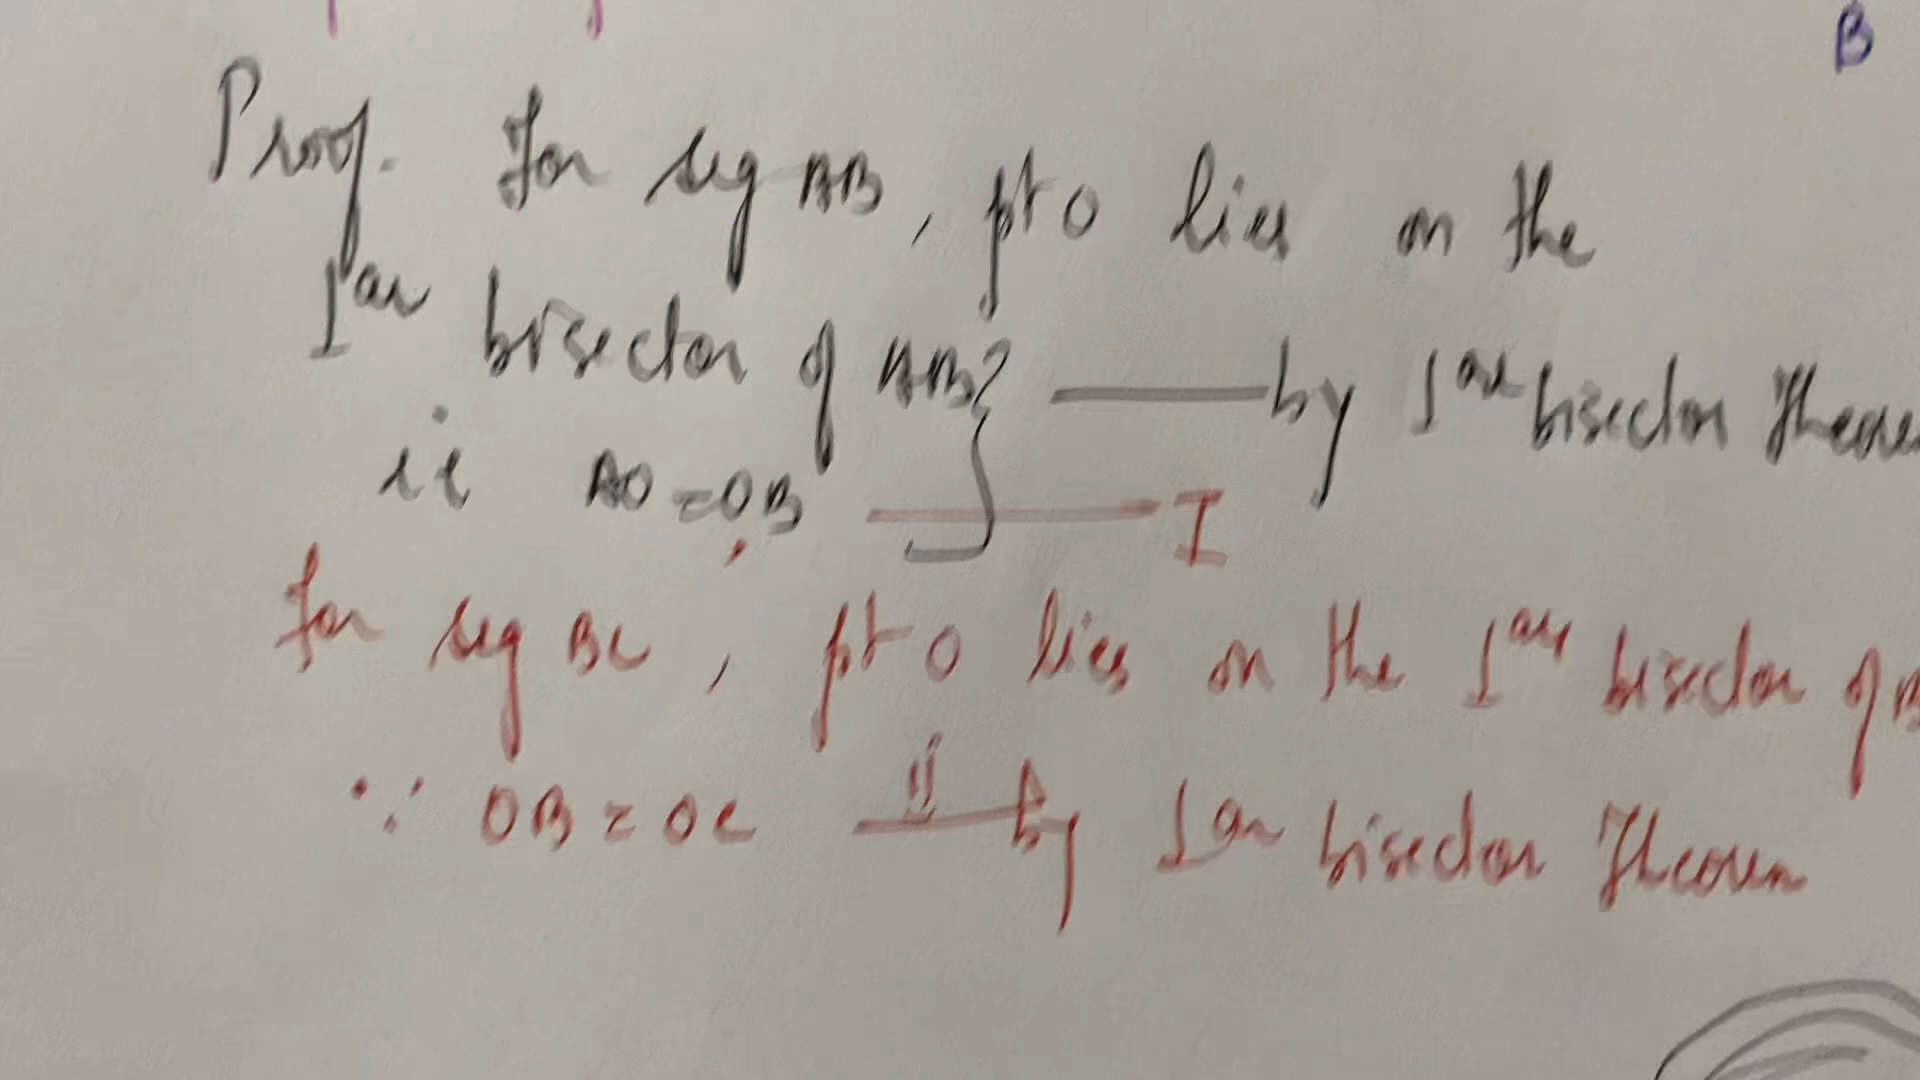 B
Proof. For seg AB, pt O lies on the
⊥ar bisector of AB} —— by ⊥ar bisector Theore
ie AO = OB —— I
for seg BC, pt O lies on the ⊥ar bisector of B
∵ OB = OC —II— by ⊥ar bisector Theorem